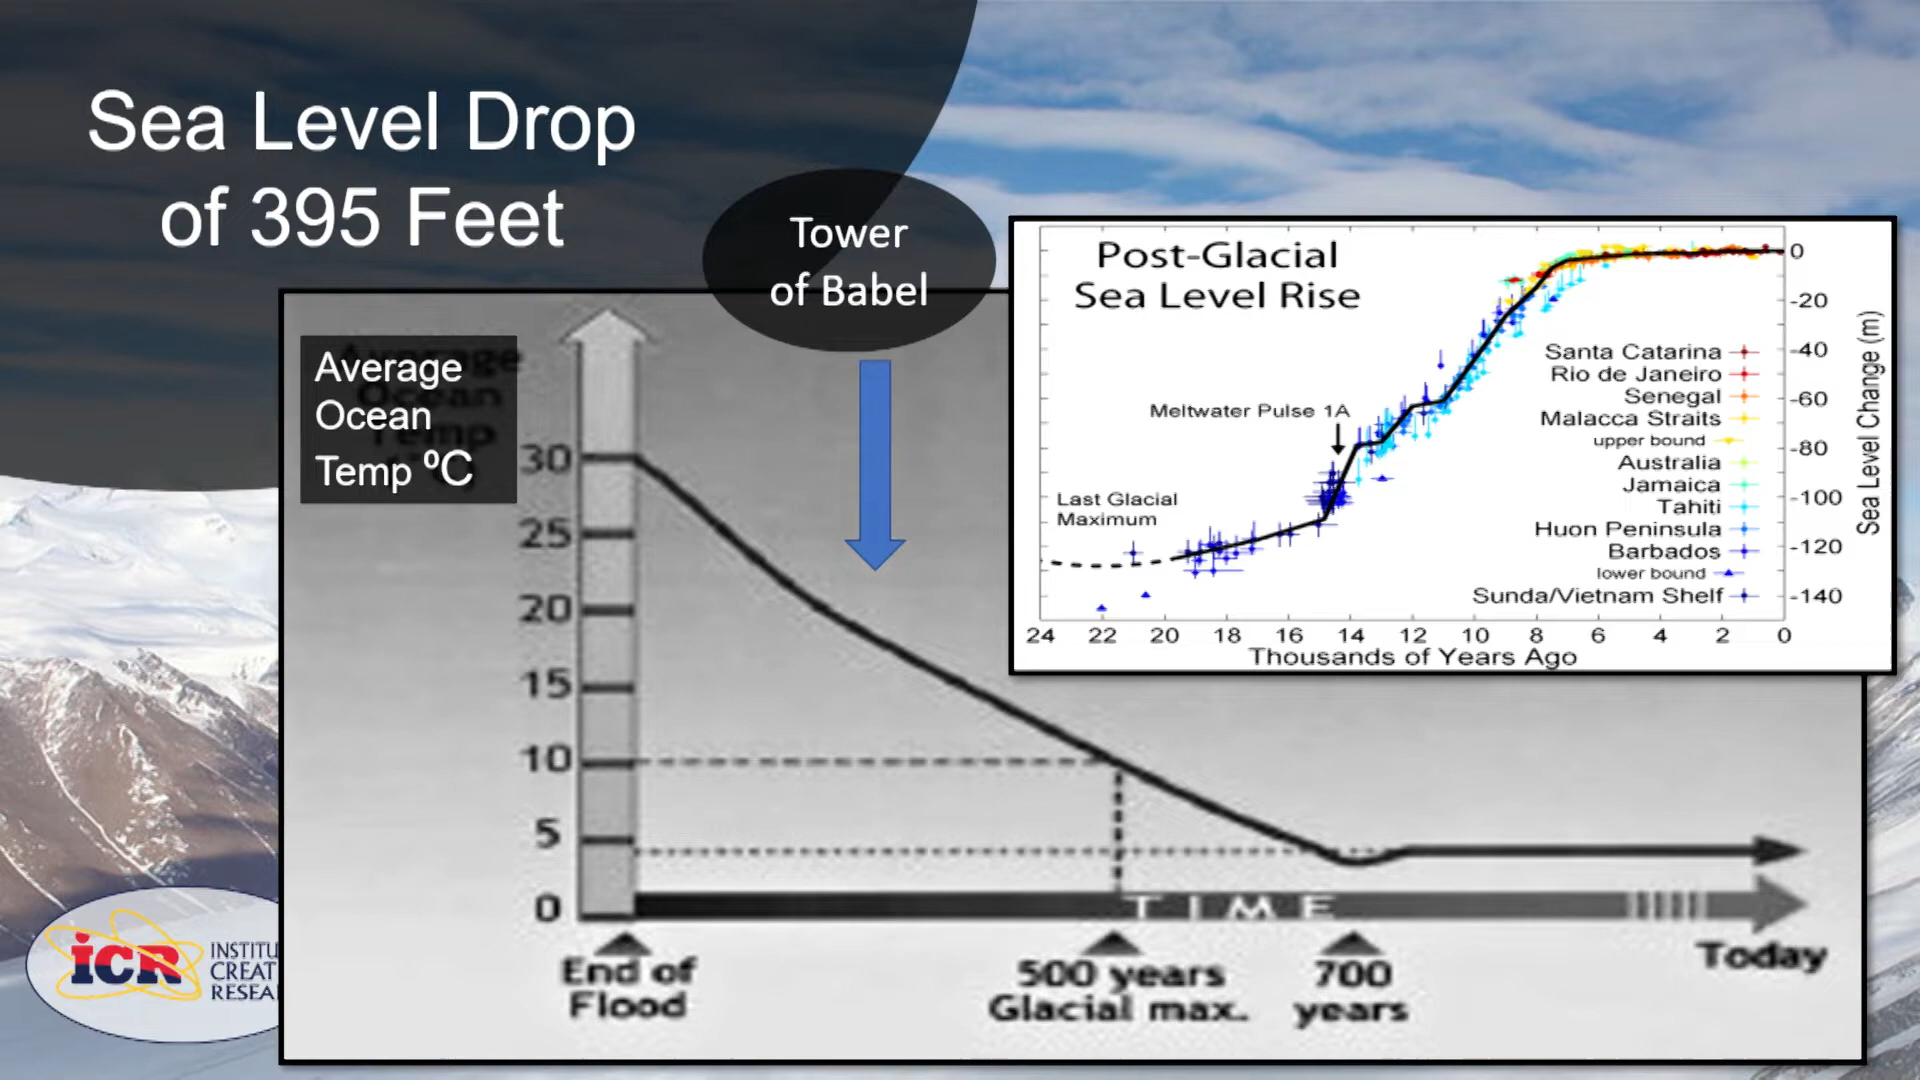 Sea Level Drop
of 395 Feet
Tower
of Babel
Average
Ocean
Temp ºC
30
25
20
15
10
5
0
TIME
End of
Flood
500 years
Glacial max.
700
years
Today
Post-Glacial
Sea Level Rise
Meltwater Pulse 1A
Last Glacial
Maximum
Santa Catarina
Rio de Janeiro
Senegal
Malacca Straits
upper bound
Australia
Jamaica
Tahiti
Huon Peninsula
Barbados
lower bound
Sunda/Vietnam Shelf
0
-20
-40
-60
-80
-100
-120
-140
Sea Level Change (m)
24 22 20 18 16 14 12 10 8 6 4 2 0
Thousands of Years Ago
ICR